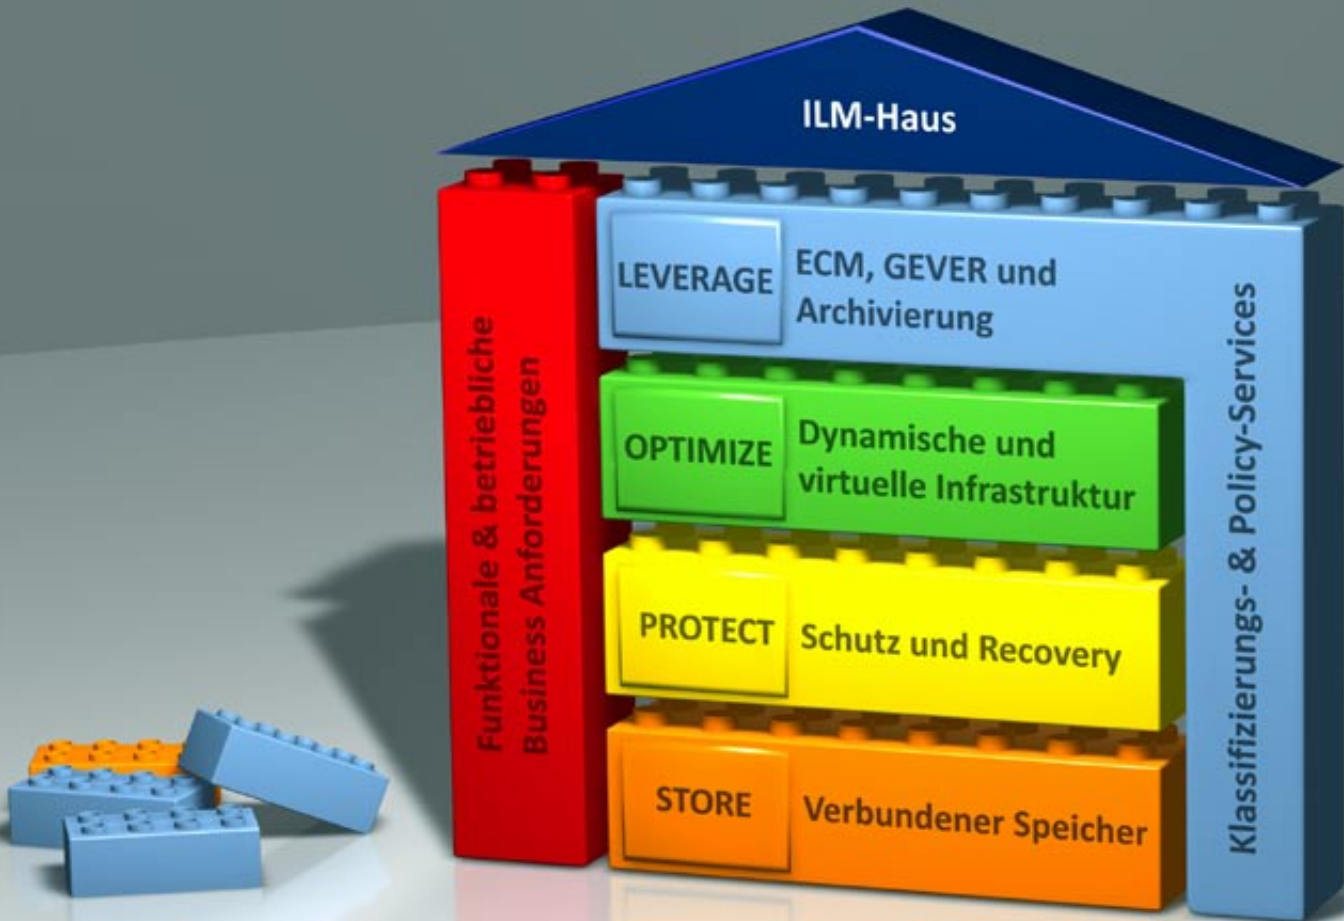 ILM-Haus
Funktionale & betriebliche
Business Anforderungen
LEVERAGE
ECM, GEVER und
Archivierung
OPTIMIZE
Dynamische und
virtuelle Infrastruktur
PROTECT
Schutz und Recovery
STORE
Verbundener Speicher
Klassifizierungs- & Policy-Services